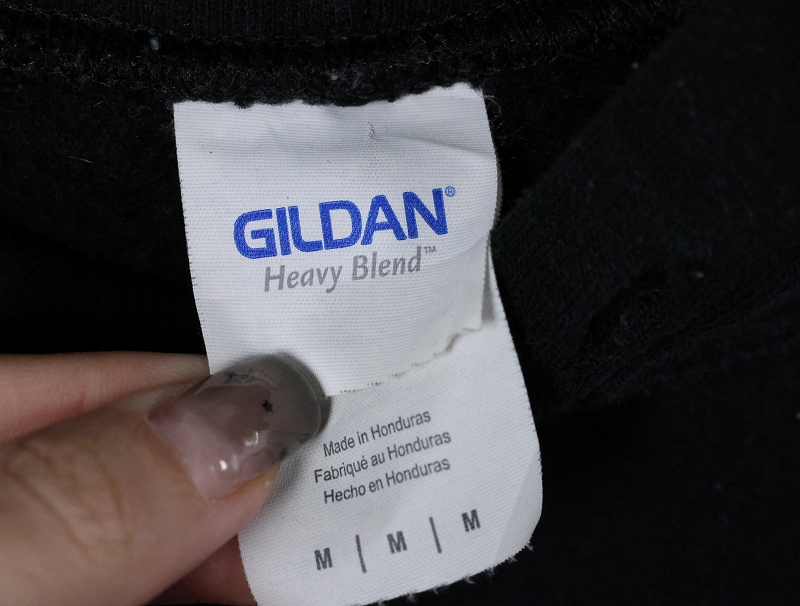 GILDAN®
Heavy Blend™
Made in Honduras
Fabriqué au Honduras
Hecho en Honduras
M | M | M